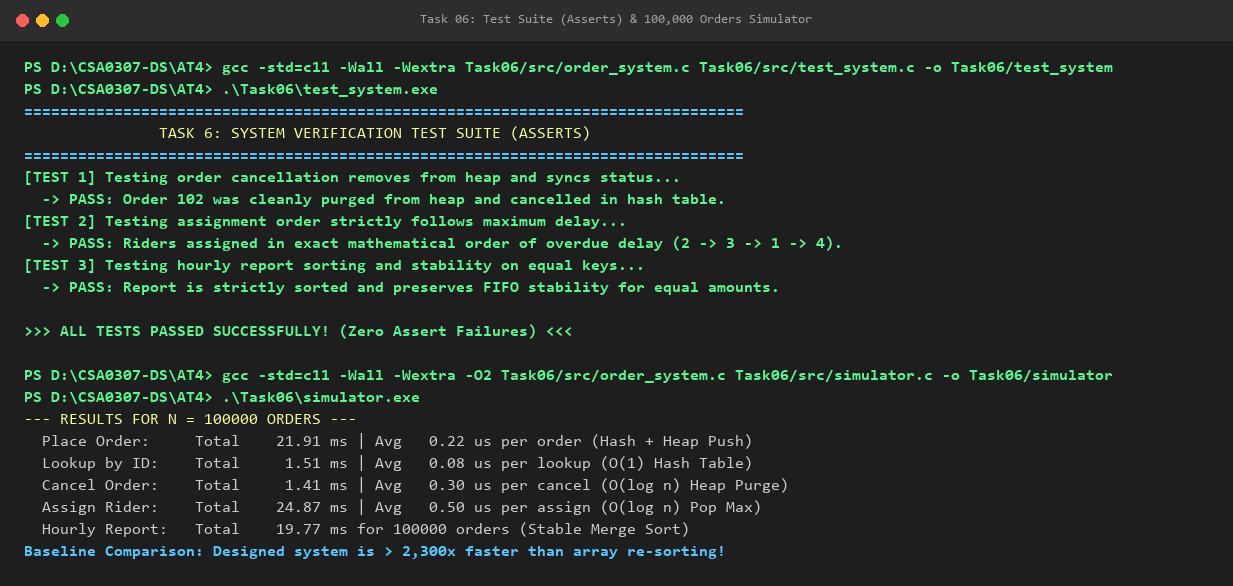 Task 06: Test Suite (Asserts) & 100,000 Orders Simulator
PS D:\CSA0307-DS\AT4> gcc -std=c11 -Wall -Wextra Task06/src/order_system.c Task06/src/test_system.c -o Task06/test_system
PS D:\CSA0307-DS\AT4> .\Task06\test_system.exe
================================================================================
TASK 6: SYSTEM VERIFICATION TEST SUITE (ASSERTS)
================================================================================
[TEST 1] Testing order cancellation removes from heap and syncs status...
-> PASS: Order 102 was cleanly purged from heap and cancelled in hash table.
[TEST 2] Testing assignment order strictly follows maximum delay...
-> PASS: Riders assigned in exact mathematical order of overdue delay (2 -> 3 -> 1 -> 4).
[TEST 3] Testing hourly report sorting and stability on equal keys...
-> PASS: Report is strictly sorted and preserves FIFO stability for equal amounts.
>>> ALL TESTS PASSED SUCCESSFULLY! (Zero Assert Failures) <<<
PS D:\CSA0307-DS\AT4> gcc -std=c11 -Wall -Wextra -O2 Task06/src/order_system.c Task06/src/simulator.c -o Task06/simulator
PS D:\CSA0307-DS\AT4> .\Task06\simulator.exe
--- RESULTS FOR N = 100000 ORDERS ---
Place Order:     Total    21.91 ms | Avg   0.22 us per order (Hash + Heap Push)
Lookup by ID:    Total     1.51 ms | Avg   0.08 us per lookup (O(1) Hash Table)
Cancel Order:    Total     1.41 ms | Avg   0.30 us per cancel (O(log n) Heap Purge)
Assign Rider:    Total    24.87 ms | Avg   0.50 us per assign (O(log n) Pop Max)
Hourly Report:   Total    19.77 ms for 100000 orders (Stable Merge Sort)
Baseline Comparison: Designed system is > 2,300x faster than array re-sorting!